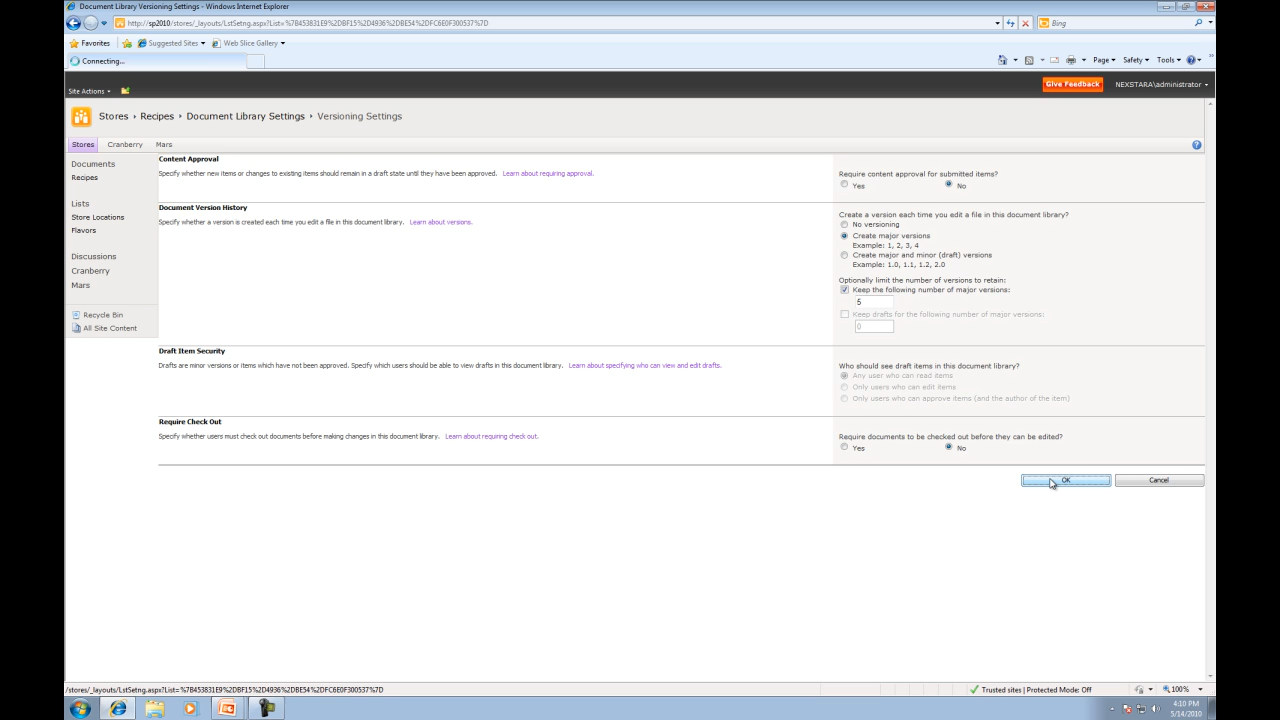 Document Library Versioning Settings - Windows Internet Explorer
http://sp2010/stores/_layouts/LstSetng.aspx?List=%7B453831E9%2DBF15%2D4936%2DBE54%2DFC6E0F300537%7D
Bing
Favorites Suggested Sites Web Slice Gallery
Connecting...
Page Safety Tools
Site Actions
Give Feedback NEXSTARA\administrator
Stores Recipes Document Library Settings Versioning Settings
Stores Cranberry Mars
Documents
Recipes
Lists
Store Locations
Flavors
Discussions
Cranberry
Mars
Recycle Bin
All Site Content
Content Approval
Specify whether new items or changes to existing items should remain in a draft state until they have been approved. Learn about requiring approval.
Require content approval for submitted items?
Yes No
Document Version History
Specify whether a version is created each time you edit a file in this document library. Learn about versions.
Create a version each time you edit a file in this document library?
No versioning
Create major versions
Example: 1, 2, 3, 4
Create major and minor (draft) versions
Example: 1.0, 1.1, 1.2, 2.0
Optionally limit the number of versions to retain:
Keep the following number of major versions:
5
Keep drafts for the following number of major versions:
0
Draft Item Security
Drafts are minor versions or items which have not been approved. Specify which users should be able to view drafts in this document library. Learn about specifying who can view and edit drafts.
Who should see draft items in this document library?
Any user who can read items
Only users who can edit items
Only users who can approve items (and the author of the item)
Require Check Out
Specify whether users must check out documents before making changes in this document library. Learn about requiring check out.
Require documents to be checked out before they can be edited?
Yes No
OK Cancel
/stores/_layouts/LstSetng.aspx?List=%7B453831E9%2DBF15%2D4936%2DBE54%2DFC6E0F300537%7D
Trusted sites | Protected Mode: Off
100%
4:10 PM
5/14/2010